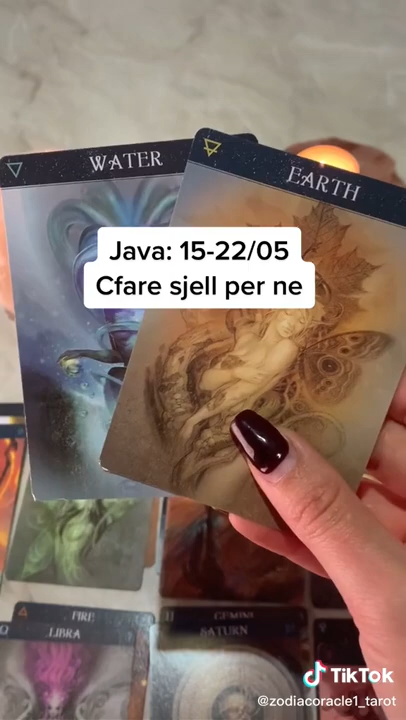 WATER
EARTH
Java: 15-22/05
Cfare sjell per ne
FIRE
GEMINI
LIBRA
SATURN
TikTok
@zodiacoracle1_tarot